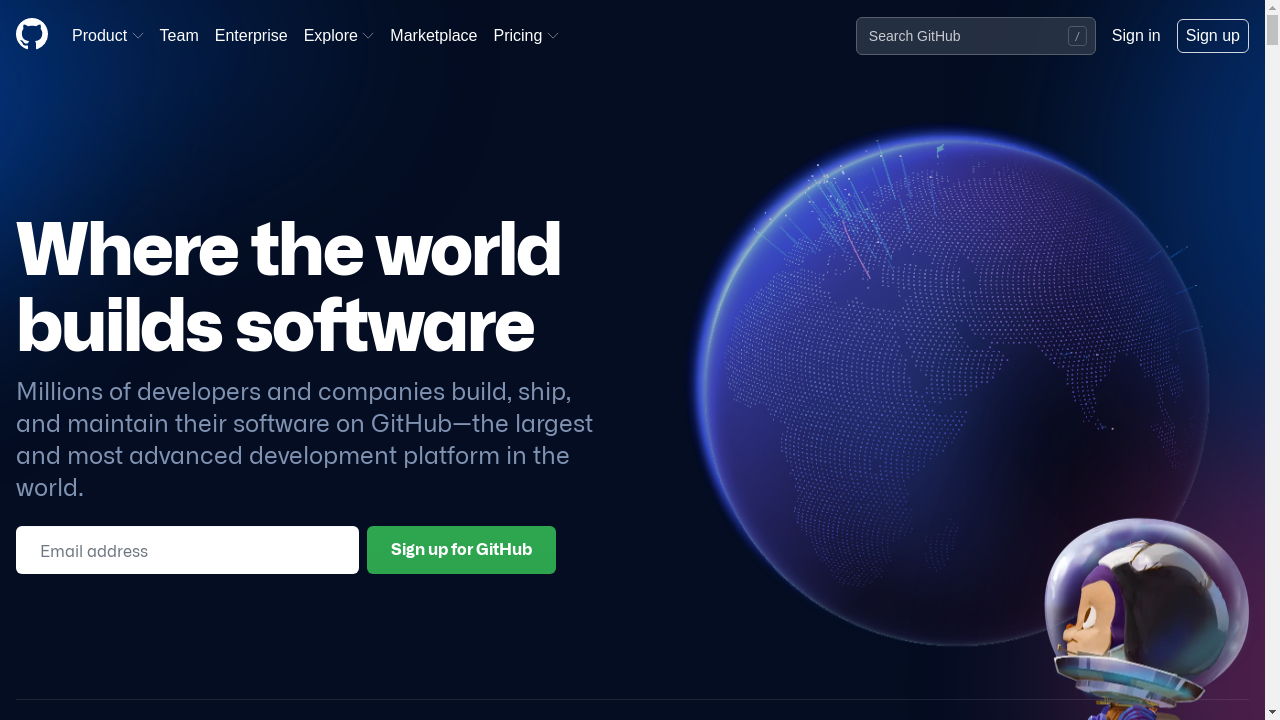 Product Team Enterprise Explore Marketplace Pricing Search GitHub / Sign in Sign up
Where the world
builds software
Millions of developers and companies build, ship,
and maintain their software on GitHub—the largest
and most advanced development platform in the
world.
Email address Sign up for GitHub